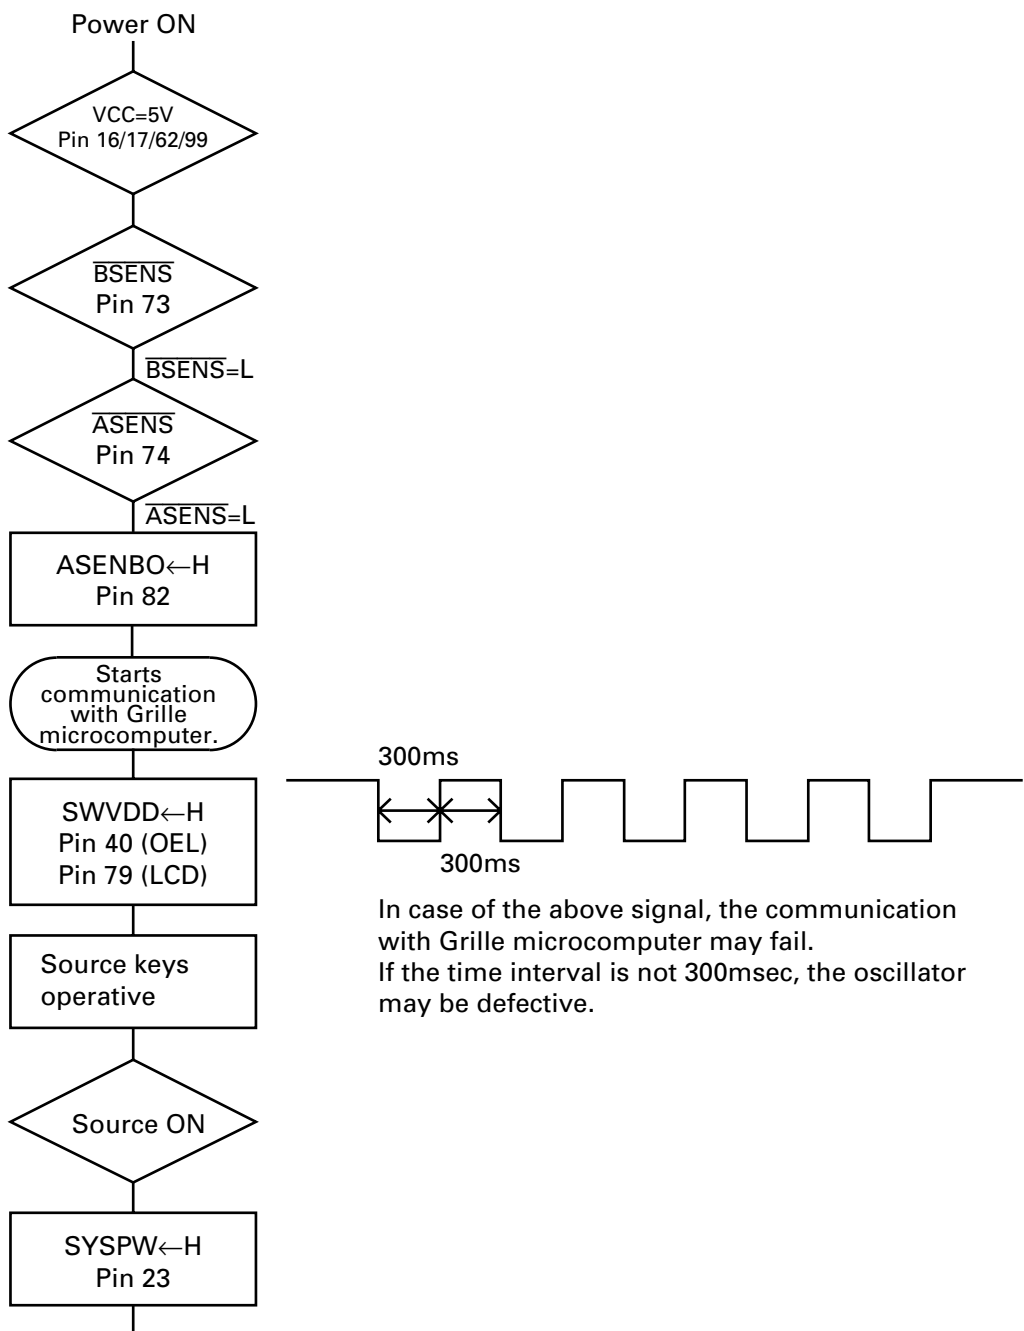 Power ON
VCC=5V
Pin 16/17/62/99
BSENS
Pin 73
BSENS=L
ASENS
Pin 74
ASENS=L
ASENBO←H
Pin 82
Starts
communication
with Grille
microcomputer.
SWVDD←H
Pin 40 (OEL)
Pin 79 (LCD)
300ms
300ms
In case of the above signal, the communication
with Grille microcomputer may fail.
If the time interval is not 300msec, the oscillator
may be defective.
Source keys
operative
Source ON
SYSPW←H
Pin 23